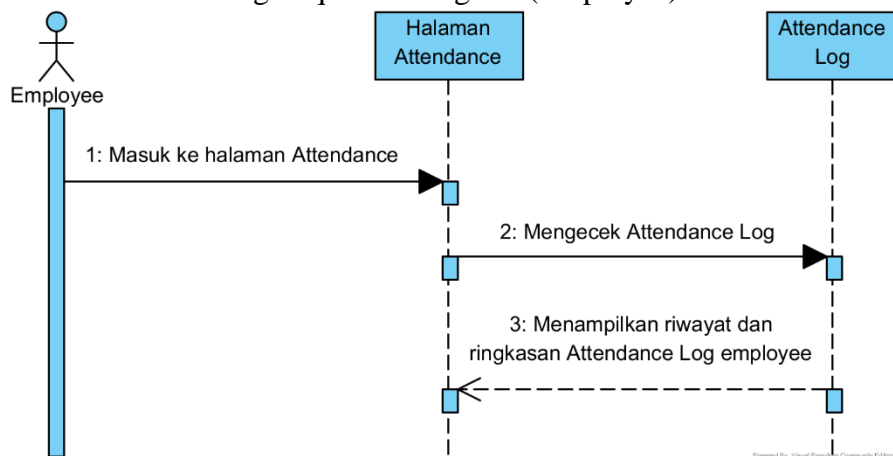 Halaman
Attendance
Attendance
Log
Employee
1: Masuk ke halaman Attendance
2: Mengecek Attendance Log
3: Menampilkan riwayat dan
ringkasan Attendance Log employee